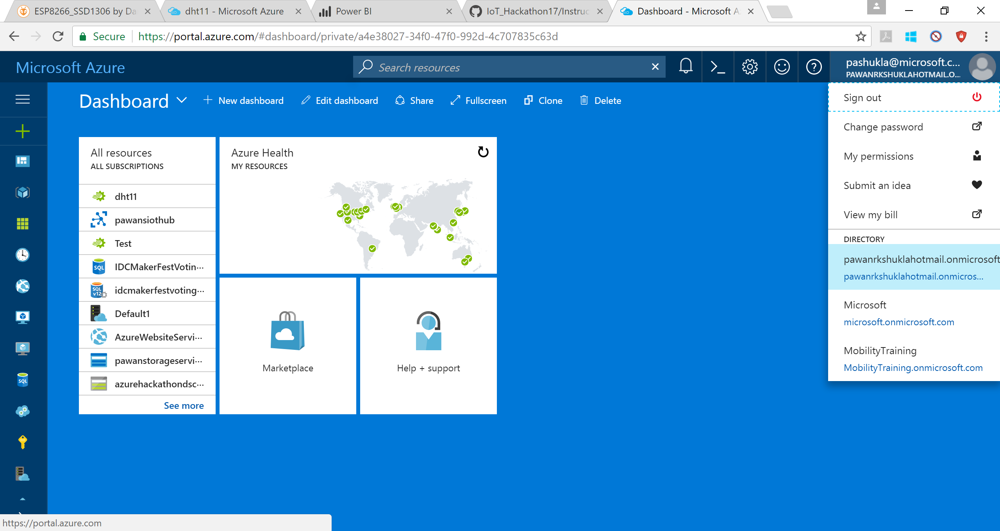 ESP8266_SSD1306 by Da
dht11 - Microsoft Azure
Power BI
IoT_Hackathon17/Instruc
Dashboard - Microsoft A
Secure
https://portal.azure.com/#dashboard/private/a4e38027-34f0-47f0-992d-4c707835c63d
Microsoft Azure
Search resources
pashukla@microsoft.c...
PAWANRKSHUKLAHOTMAIL.O...
Dashboard
New dashboard
Edit dashboard
Share
Fullscreen
Clone
Delete
All resources
ALL SUBSCRIPTIONS
dht11
pawansiothub
Test
SQL
IDCMakerFestVotin...
SQL
v12
idcmakerfestvoting...
Default1
AzureWebsiteServi...
pawanstorageservi...
azurehackathondsc...
See more
Azure Health
MY RESOURCES
Marketplace
Help + support
Sign out
Change password
My permissions
Submit an idea
View my bill
DIRECTORY
pawanrkshuklahotmail.onmicrosoft
pawanrkshuklahotmail.onmicros...
Microsoft
microsoft.onmicrosoft.com
MobilityTraining
MobilityTraining.onmicrosoft.com
SQL
https://portal.azure.com